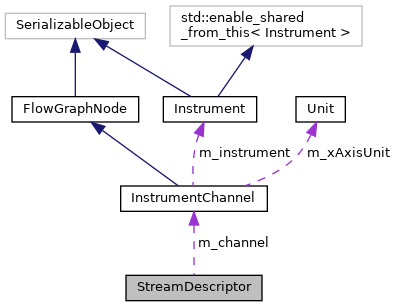 SerializableObject
std::enable_shared
_from_this< Instrument >
FlowGraphNode
Instrument
Unit
m_instrument
m_xAxisUnit
InstrumentChannel
m_channel
StreamDescriptor